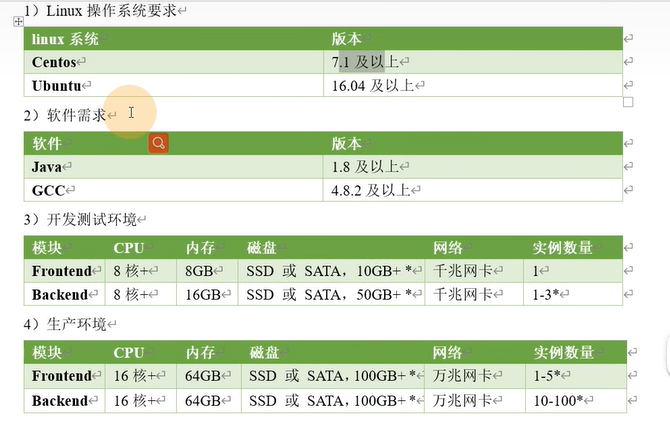 1）Linux 操作系统要求
linux 系统 版本
Centos 7.1 及以上
Ubuntu 16.04 及以上
2）软件需求
软件 版本
Java 1.8 及以上
GCC 4.8.2 及以上
3）开发测试环境
模块 CPU 内存 磁盘 网络 实例数量
Frontend 8 核+ 8GB SSD 或 SATA，10GB+ * 千兆网卡 1
Backend 8 核+ 16GB SSD 或 SATA，50GB+ * 千兆网卡 1-3*
4）生产环境
模块 CPU 内存 磁盘 网络 实例数量
Frontend 16 核+ 64GB SSD 或 SATA，100GB+ * 万兆网卡 1-5*
Backend 16 核+ 64GB SSD 或 SATA，100GB+ * 万兆网卡 10-100*